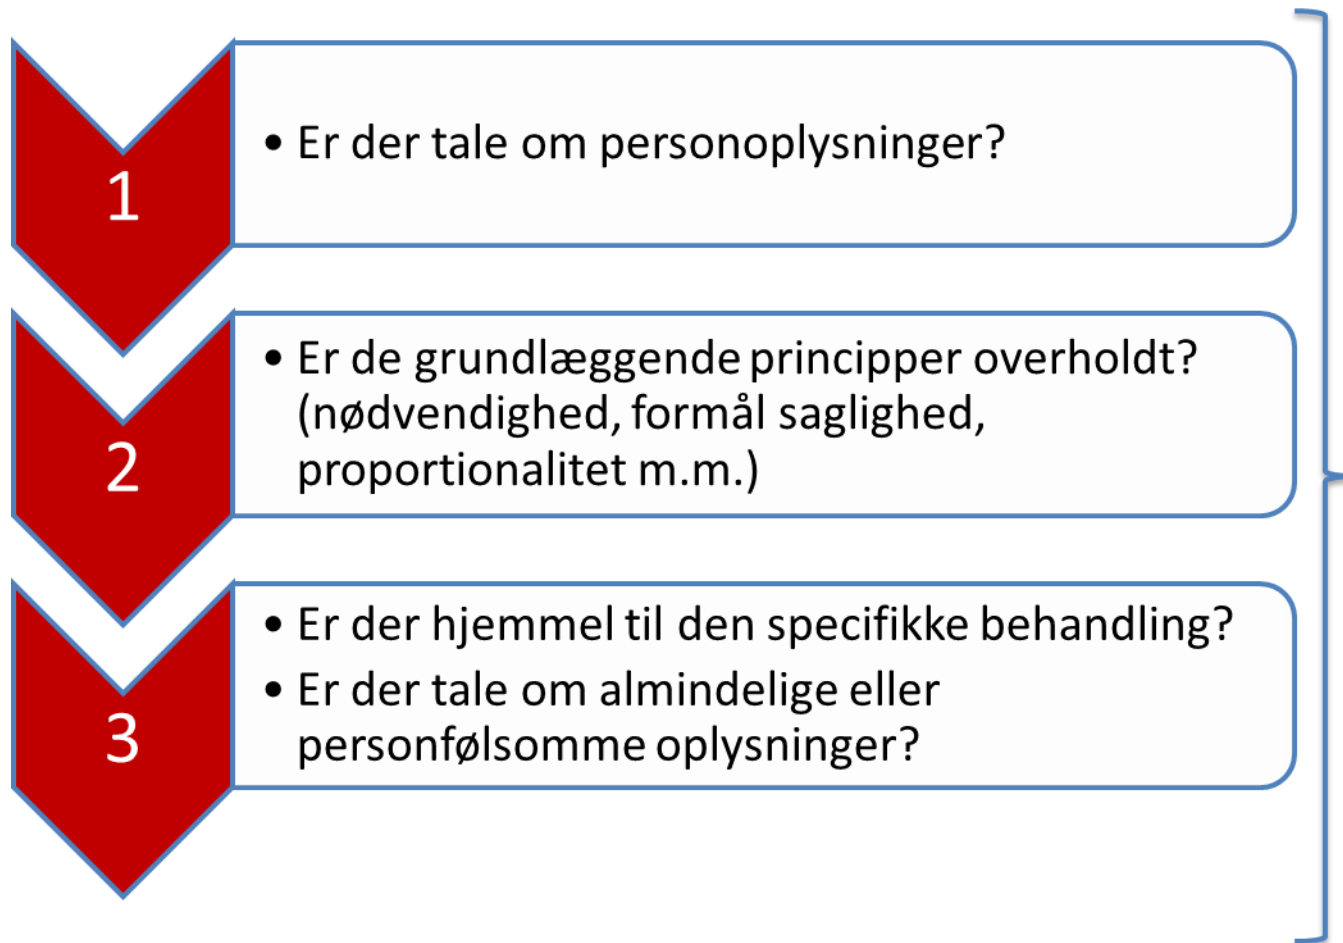 1
• Er der tale om personoplysninger?
2
• Er de grundlæggende principper overholdt?
(nødvendighed, formål saglighed,
proportionalitet m.m.)
3
• Er der hjemmel til den specifikke behandling?
• Er der tale om almindelige eller
personfølsomme oplysninger?